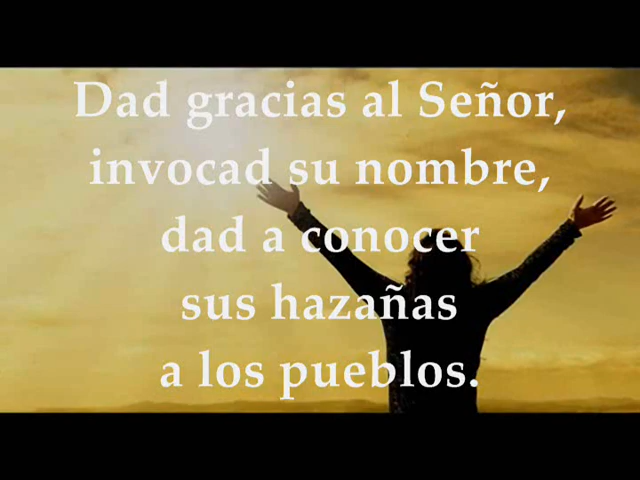 Dad gracias al Señor,
invocad su nombre,
dad a conocer
sus hazañas
a los pueblos.